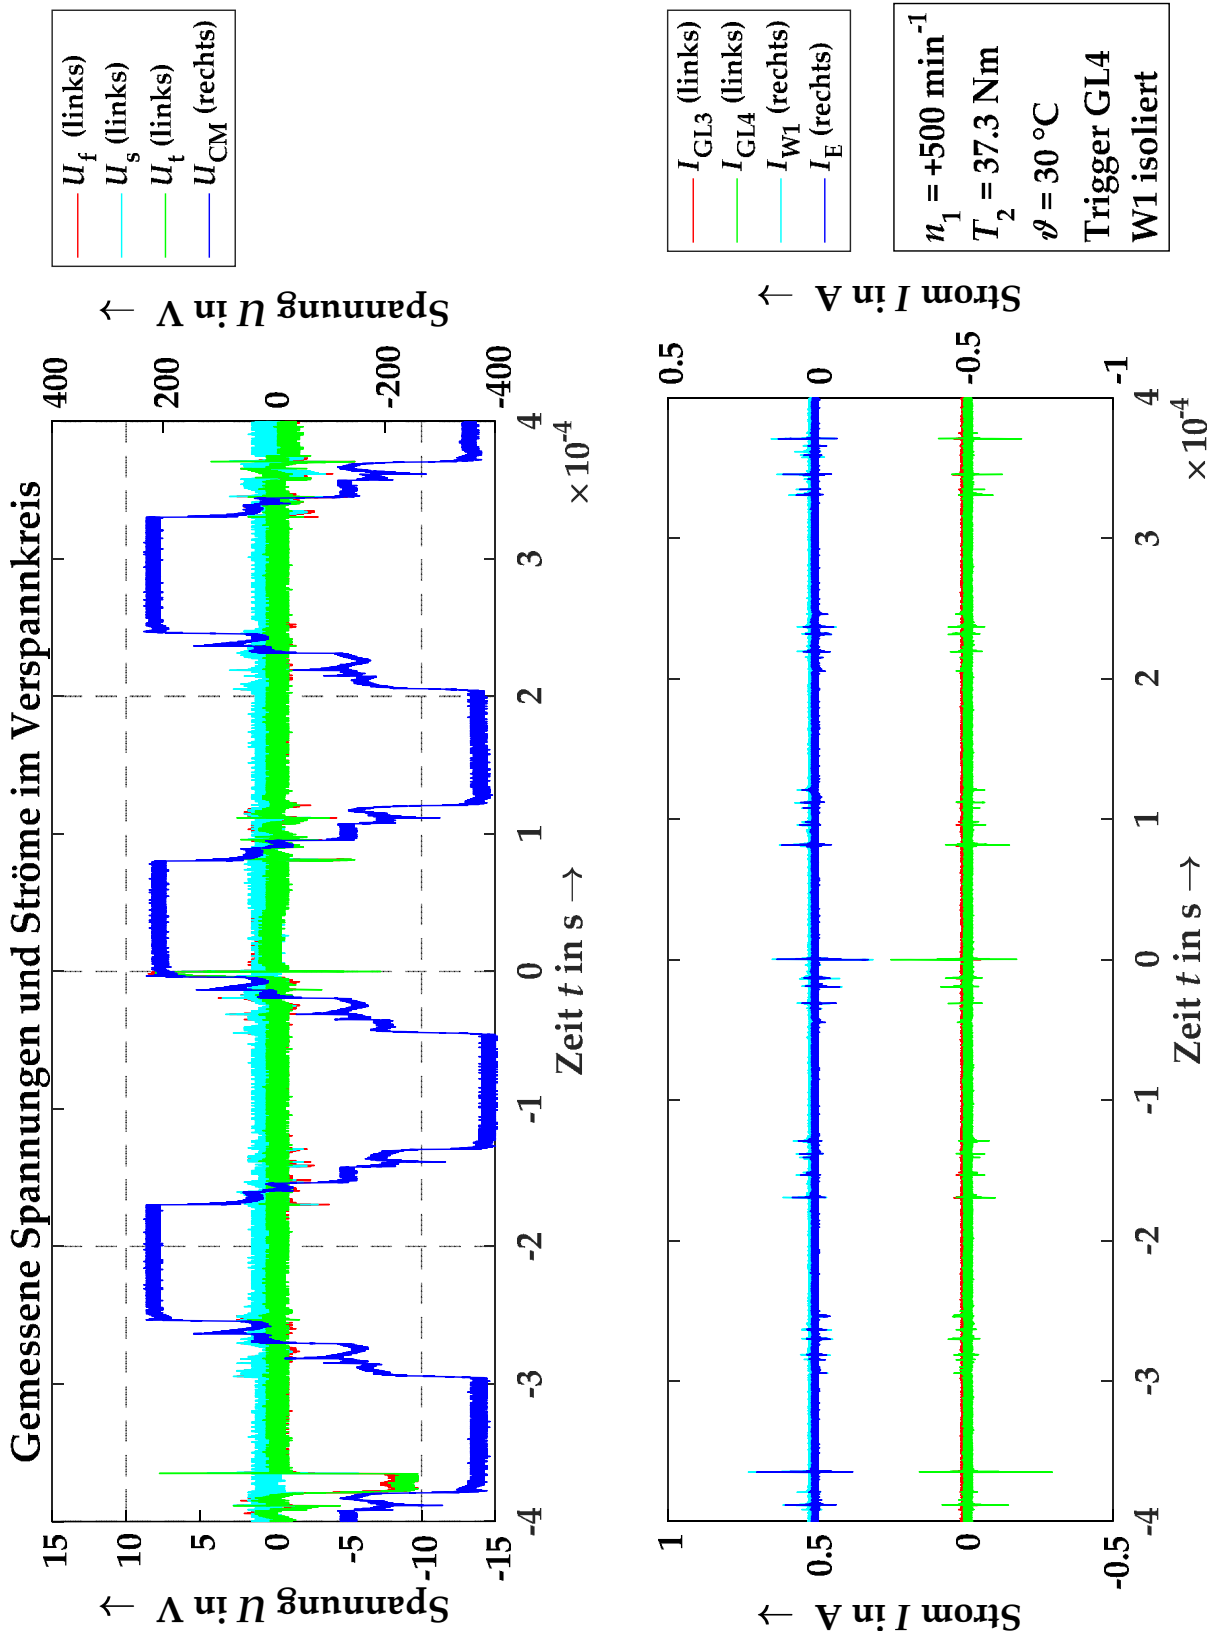 Gemessene Spannungen und Ströme im Verspannkreis
Spannung U in V →
15
10
5
0
-5
-10
-15
400
200
0
-200
-400
Spannung U in V →
-4
-3
-2
-1
0
1
2
3
4
×10⁻⁴
Zeit t in s →
U_f (links)
U_s (links)
U_t (links)
U_CM (rechts)
Strom I in A →
1
0.5
0
-0.5
0.5
0
-0.5
-1
Strom I in A →
-4
-3
-2
-1
0
1
2
3
4
×10⁻⁴
Zeit t in s →
I_GL3 (links)
I_GL4 (links)
I_W1 (rechts)
I_E (rechts)
n_1 = +500 min⁻¹
T_2 = 37.3 Nm
ϑ = 30 °C
Trigger GL4
W1 isoliert